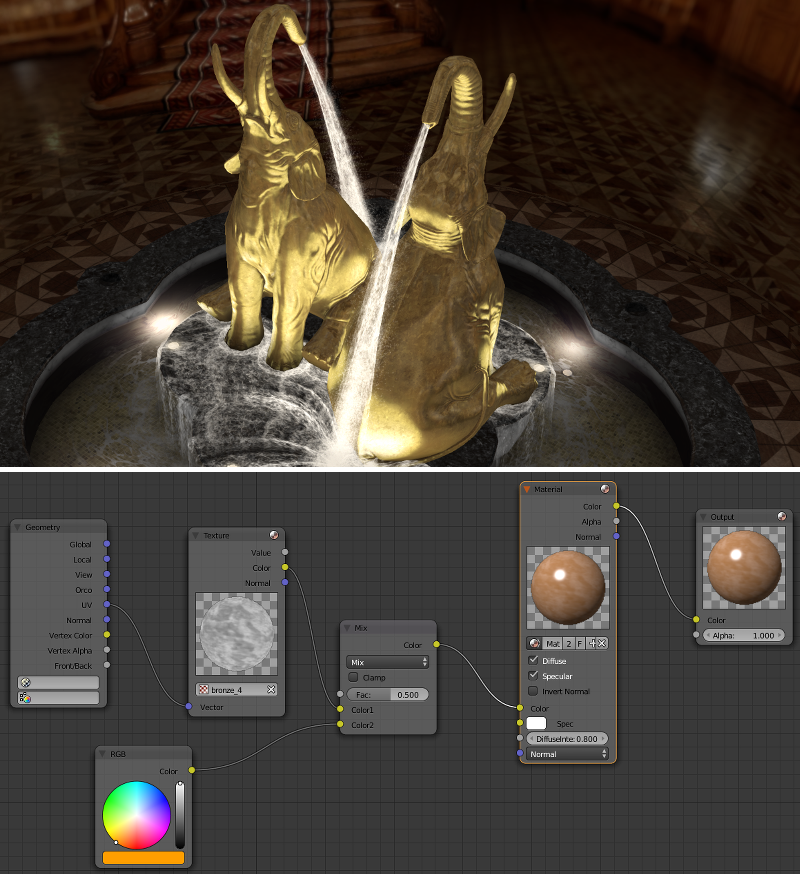 Geometry
Global
Local
View
Orco
UV
Normal
Vertex Color
Vertex Alpha
Front/Back
Texture
Value
Color
Normal
bronze_4
Vector
RGB
Color
Mix
Color
Mix
Clamp
Fac: 0.500
Color1
Color2
Material
Color
Alpha
Normal
Mat 2 F
Diffuse
Specular
Invert Normal
Color
Spec
DiffuseInte: 0.800
Normal
Output
Color
Alpha: 1.000